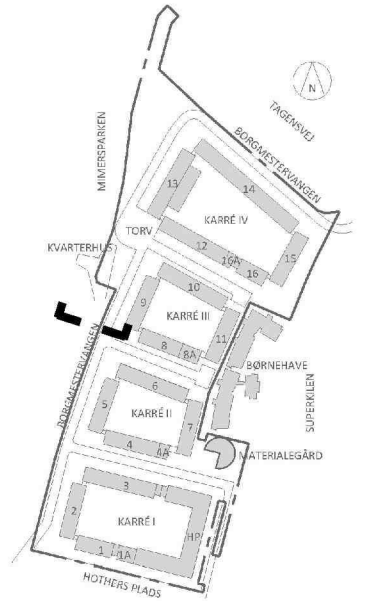 N
TAGENSVEJ
BORGMESTERVANGEN
MIMERSPARKEN
13
14
KARRÉ IV
TORV
12
16A
16
15
KVARTERHUS
10
9
KARRÉ III
11
8
8A
BORGMESTERVANGEN
6
BØRNEHAVE
5
KARRÉ II
7
SUPERKILEN
4
4A
MATERIALEGÅRD
3
2
KARRÉ I
HP
1
1A
HOTHERS PLADS